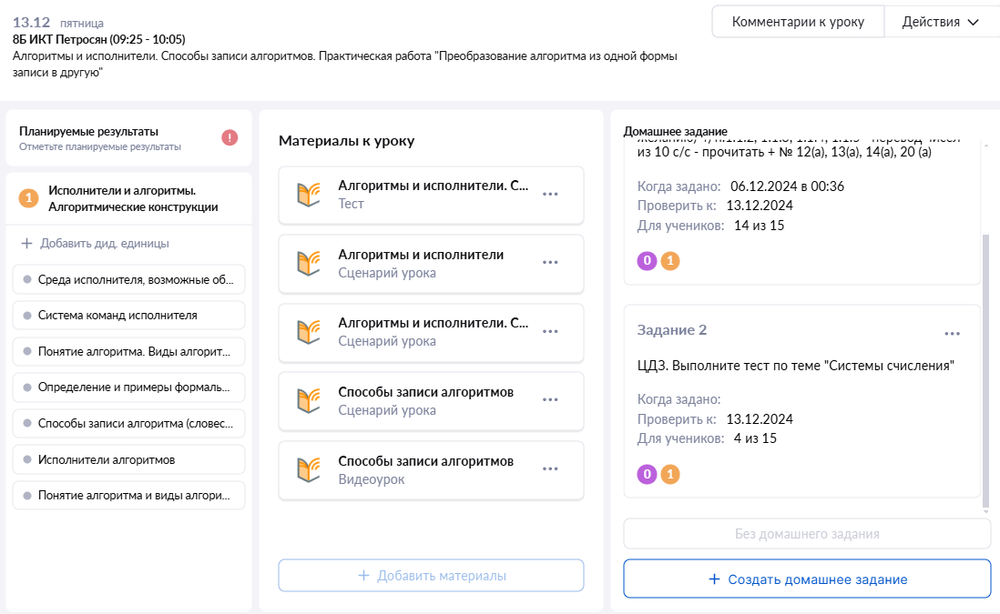 13.12 пятница
8Б ИКТ Петросян (09:25 - 10:05)
Алгоритмы и исполнители. Способы записи алгоритмов. Практическая работа "Преобразование алгоритма из одной формы
записи в другую"
Комментарии к уроку
Действия
Планируемые результаты
Отметьте планируемые результаты
!
1
Исполнители и алгоритмы.
Алгоритмические конструкции
+ Добавить дид. единицы
Среда исполнителя, возможные об...
Система команд исполнителя
Понятие алгоритма. Виды алгорит...
Определение и примеры формаль...
Способы записи алгоритма (словес...
Исполнители алгоритмов
Понятие алгоритма и виды алгори...
Материалы к уроку
Алгоритмы и исполнители. С...
Тест
Алгоритмы и исполнители
Сценарий урока
Алгоритмы и исполнители. С...
Сценарий урока
Способы записи алгоритмов
Сценарий урока
Способы записи алгоритмов
Видеоурок
+ Добавить материалы
Домашнее задание
из 10 с/с - прочитать + № 12(а), 13(а), 14(а), 20 (а)
Когда задано: 06.12.2024 в 00:36
Проверить к: 13.12.2024
Для учеников: 14 из 15
0 1
Задание 2
ЦДЗ. Выполните тест по теме "Системы счисления"
Когда задано:
Проверить к: 13.12.2024
Для учеников: 4 из 15
0 1
Без домашнего задания
+ Создать домашнее задание